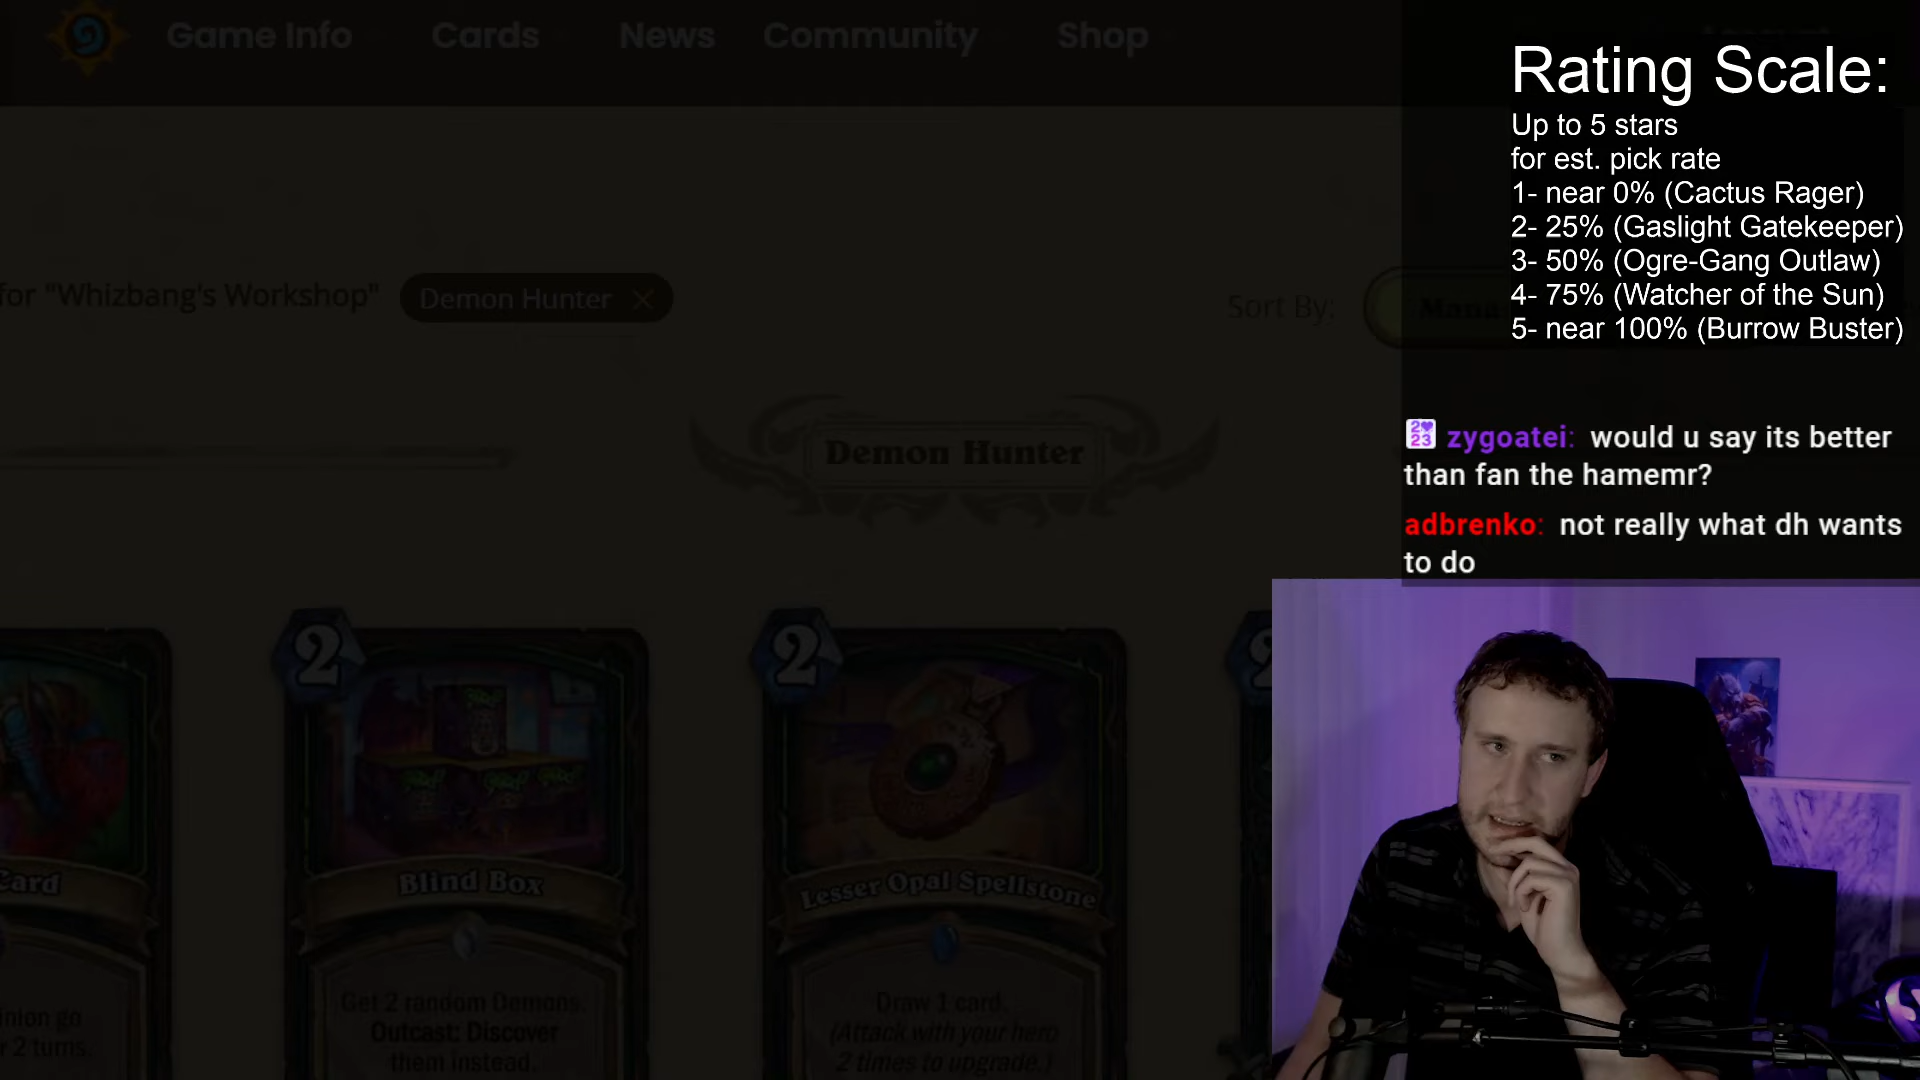 Game Info
Cards
News
Community
Shop
Rating Scale:
Up to 5 stars
for est. pick rate
1- near 0% (Cactus Rager)
2- 25% (Gaslight Gatekeeper)
3- 50% (Ogre-Gang Outlaw)
4- 75% (Watcher of the Sun)
5- near 100% (Burrow Buster)
for "Whizbang's Workshop"
Demon Hunter
Sort By:
Mana
Demon Hunter
zygoatei: would u say its better
than fan the hamemr?
adbrenko: not really what dh wants
to do
2
Blind Box
Get 2 random Demons.
Outcast: Discover
them instead.
2
Lesser Opal Spellstone
Draw 1 card.
(Attack with your hero
2 times to upgrade.)
Card
2 turns.